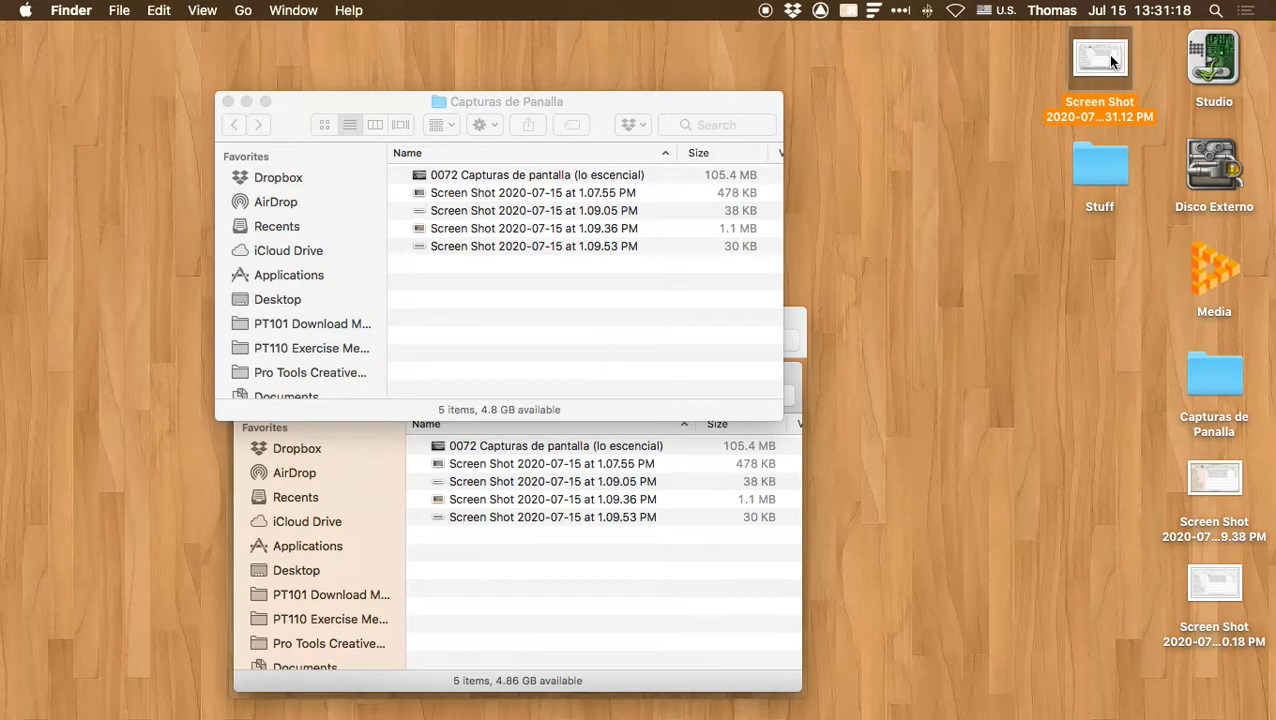 Finder File Edit View Go Window Help U.S. Thomas Jul 15 13:31:18
Screen Shot
2020-07...31.12 PM
Studio
Stuff
Disco Externo
Media
Capturas de
Panalla
Screen Shot
2020-07...9.38 PM
Screen Shot
2020-07...0.18 PM
Capturas de Panalla
Search
Favorites
Dropbox
AirDrop
Recents
iCloud Drive
Applications
Desktop
PT101 Download M...
PT110 Exercise Me...
Pro Tools Creative...
Documents
Name Size
0072 Capturas de pantalla (lo escencial) 105.4 MB
Screen Shot 2020-07-15 at 1.07.55 PM 478 KB
Screen Shot 2020-07-15 at 1.09.05 PM 38 KB
Screen Shot 2020-07-15 at 1.09.36 PM 1.1 MB
Screen Shot 2020-07-15 at 1.09.53 PM 30 KB
5 items, 4.8 GB available
Favorites
Dropbox
AirDrop
Recents
iCloud Drive
Applications
Desktop
PT101 Download M...
PT110 Exercise Me...
Pro Tools Creative...
Documents
Name Size
0072 Capturas de pantalla (lo escencial) 105.4 MB
Screen Shot 2020-07-15 at 1.07.55 PM 478 KB
Screen Shot 2020-07-15 at 1.09.05 PM 38 KB
Screen Shot 2020-07-15 at 1.09.36 PM 1.1 MB
Screen Shot 2020-07-15 at 1.09.53 PM 30 KB
5 items, 4.86 GB available